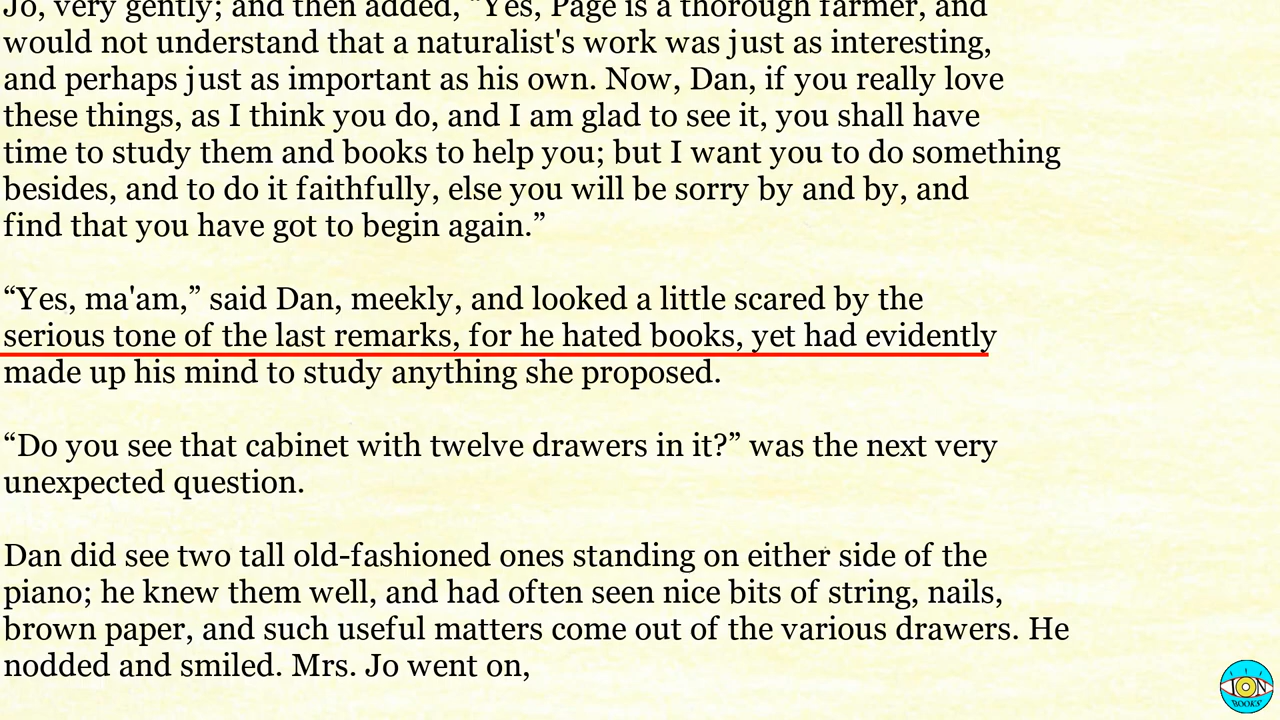 Jo, very gently; and then added, “Yes, Page is a thorough farmer, and
would not understand that a naturalist's work was just as interesting,
and perhaps just as important as his own. Now, Dan, if you really love
these things, as I think you do, and I am glad to see it, you shall have
time to study them and books to help you; but I want you to do something
besides, and to do it faithfully, else you will be sorry by and by, and
find that you have got to begin again.”
“Yes, ma'am,” said Dan, meekly, and looked a little scared by the
serious tone of the last remarks, for he hated books, yet had evidently
made up his mind to study anything she proposed.
“Do you see that cabinet with twelve drawers in it?” was the next very
unexpected question.
Dan did see two tall old-fashioned ones standing on either side of the
piano; he knew them well, and had often seen nice bits of string, nails,
brown paper, and such useful matters come out of the various drawers. He
nodded and smiled. Mrs. Jo went on,
ION
BOOKS